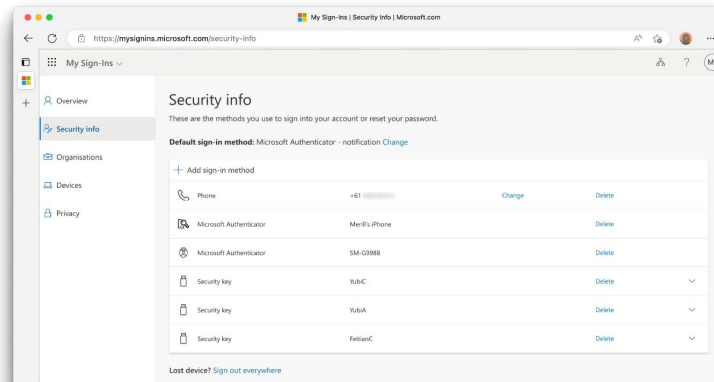 My Sign-Ins | Security Info | Microsoft.com
https://mysignins.microsoft.com/security-info
My Sign-Ins
?
M
Overview
Security info
Organisations
Devices
Privacy
Security info
These are the methods you use to sign into your account or reset your password.
Default sign-in method: Microsoft Authenticator - notification Change
+ Add sign-in method
Phone +61 Change Delete
Microsoft Authenticator Merill's iPhone Delete
Microsoft Authenticator SM-G9988 Delete
Security key YubiC Delete
Security key YubiA Delete
Security key FeitianC Delete
Lost device? Sign out everywhere